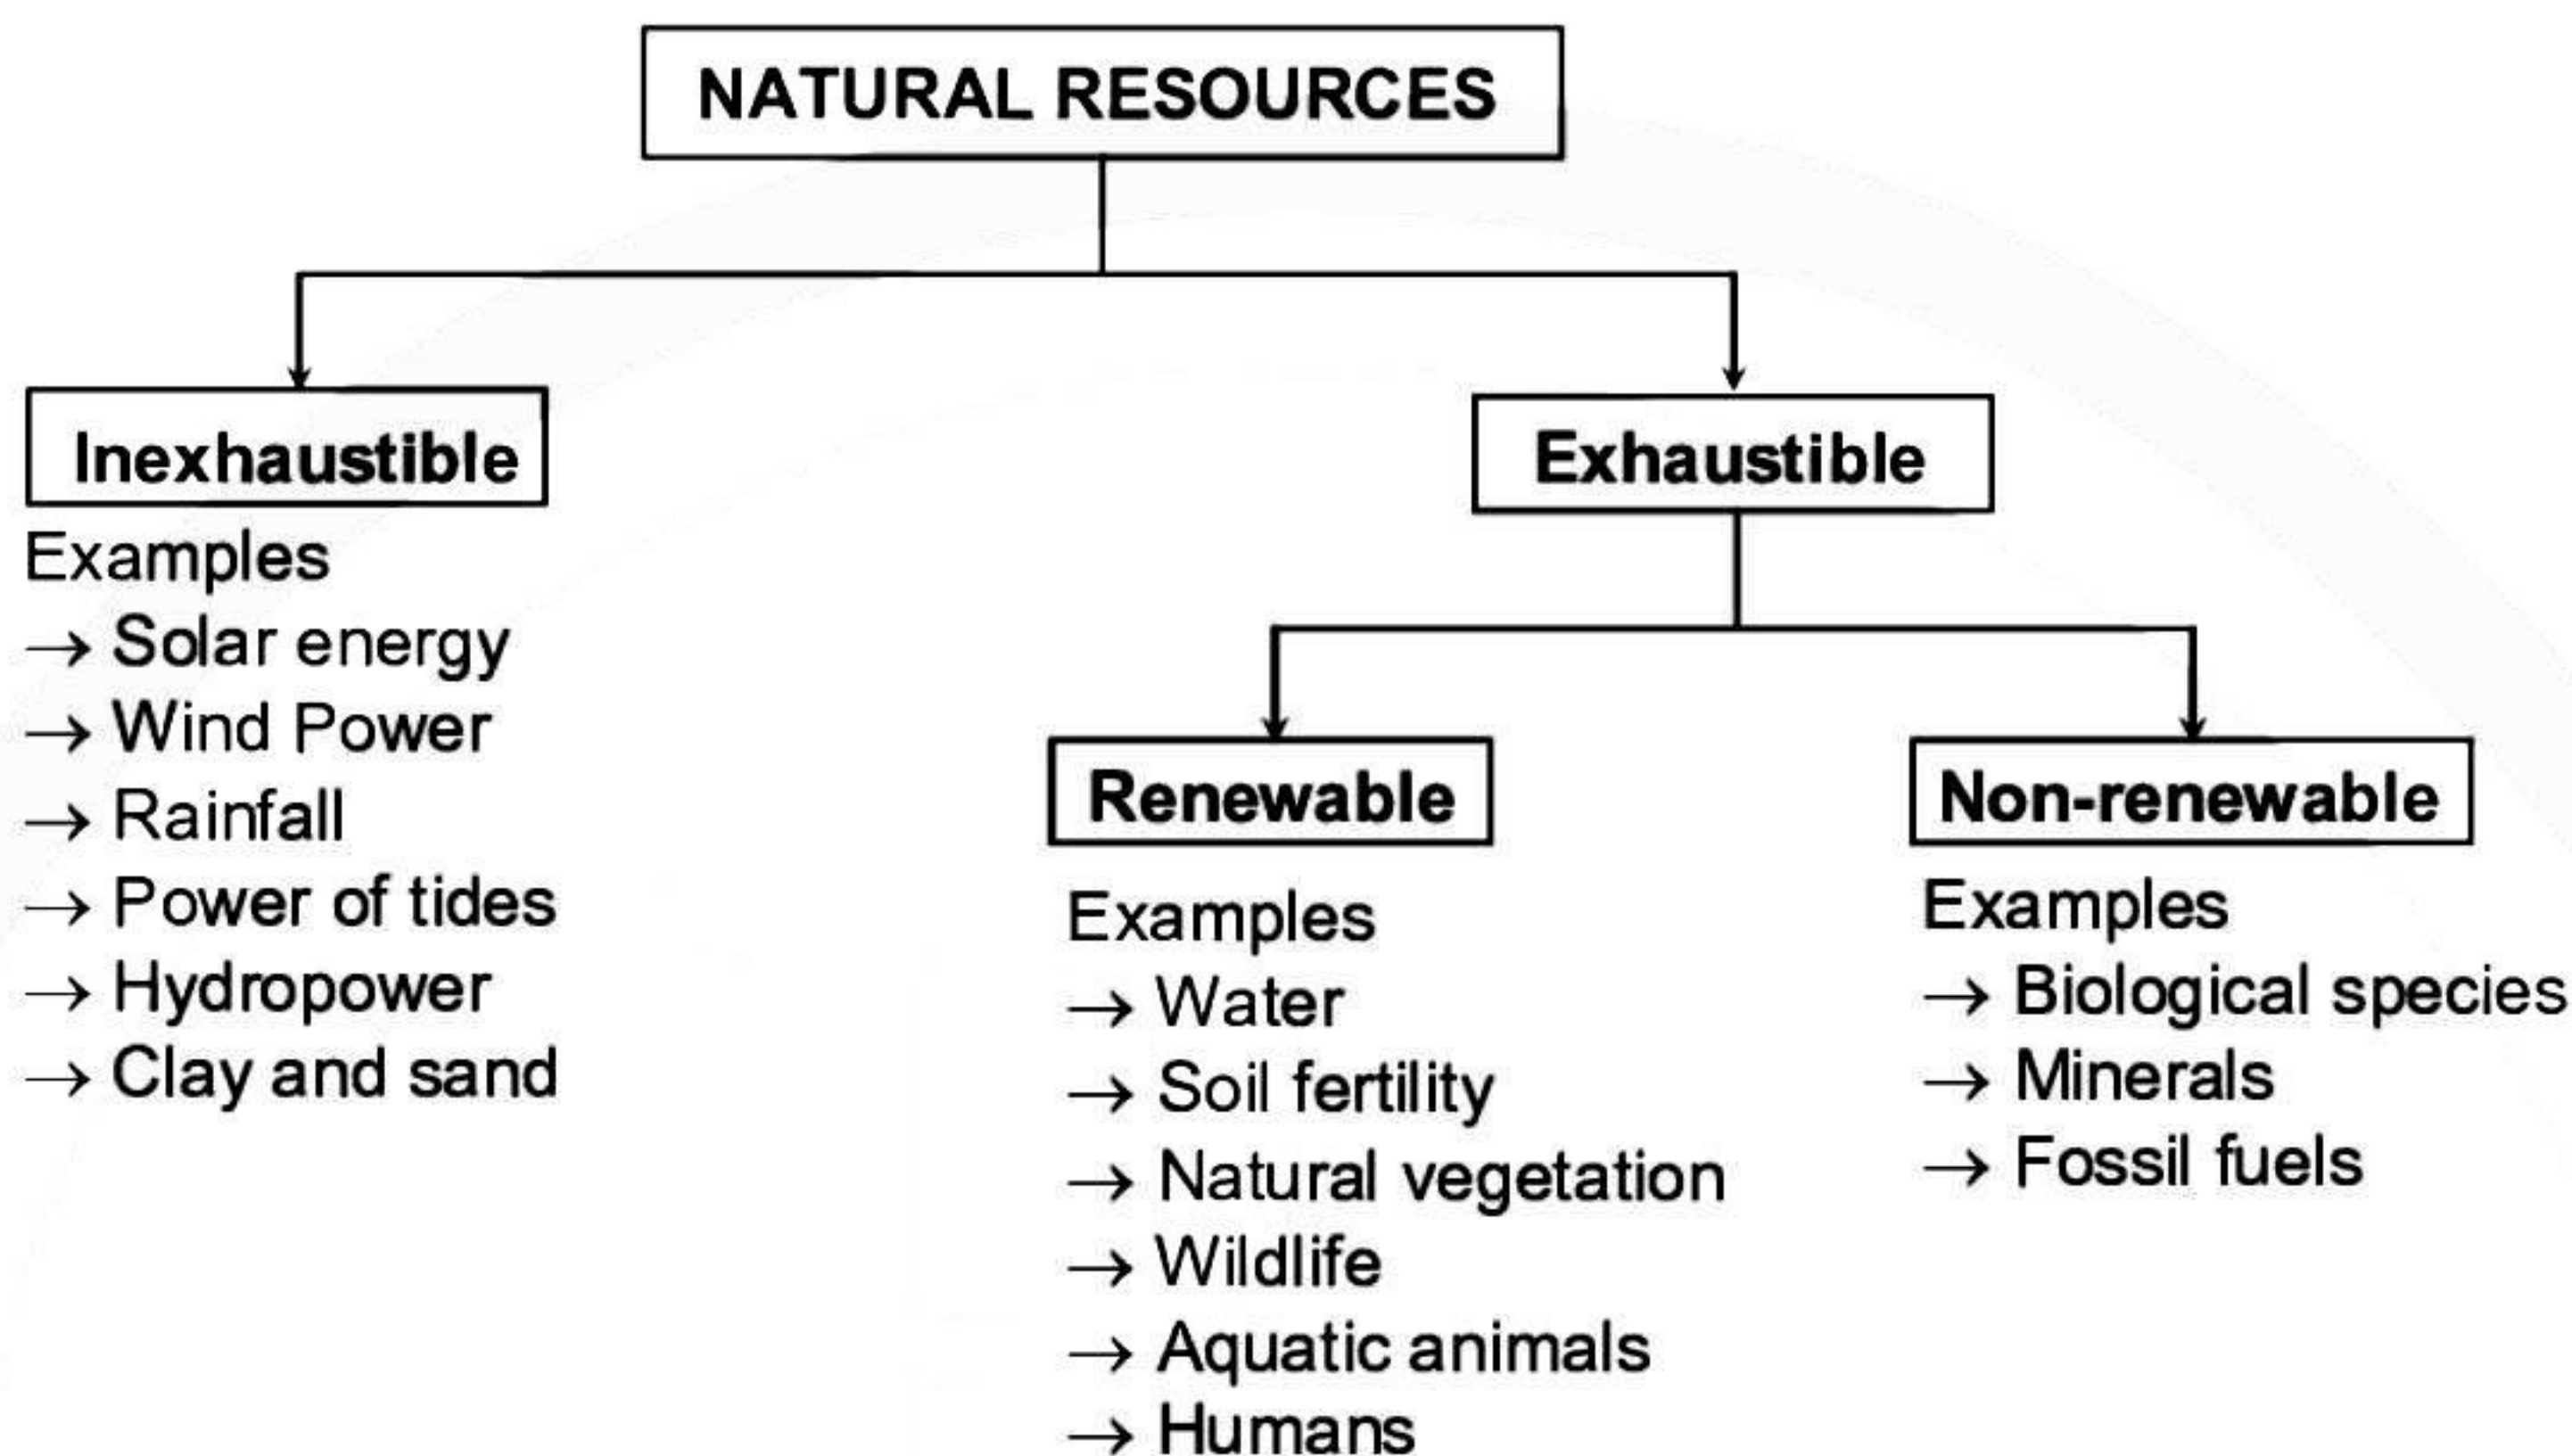 NATURAL RESOURCES
Inexhaustible
Examples
→ Solar energy
→ Wind Power
→ Rainfall
→ Power of tides
→ Hydropower
→ Clay and sand
Exhaustible
Renewable
Examples
→ Water
→ Soil fertility
→ Natural vegetation
→ Wildlife
→ Aquatic animals
→ Humans
Non-renewable
Examples
→ Biological species
→ Minerals
→ Fossil fuels